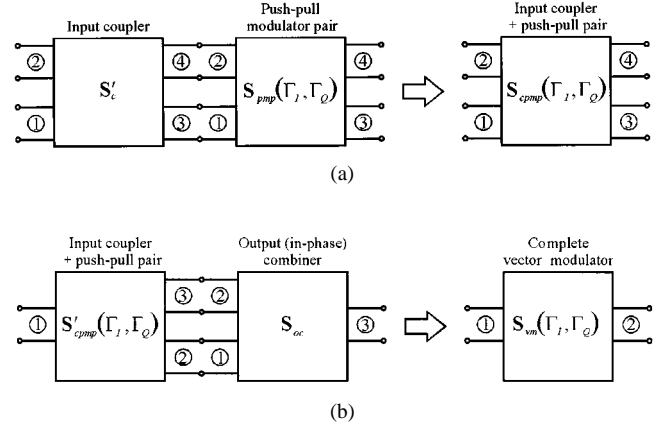 Input coupler
Push-pull
modulator pair
Input coupler
+ push-pull pair
② ④ ② ④ ② ④
S′c
Spmp(ΓI, ΓQ)
Scpmp(ΓI, ΓQ)
① ③ ① ③ ① ③
(a)
Input coupler
+ push-pull pair
Output (in-phase)
combiner
Complete
vector modulator
③ ②
① S′cpmp(ΓI, ΓQ)
Soc ③
① Svm(ΓI, ΓQ) ②
② ①
(b)